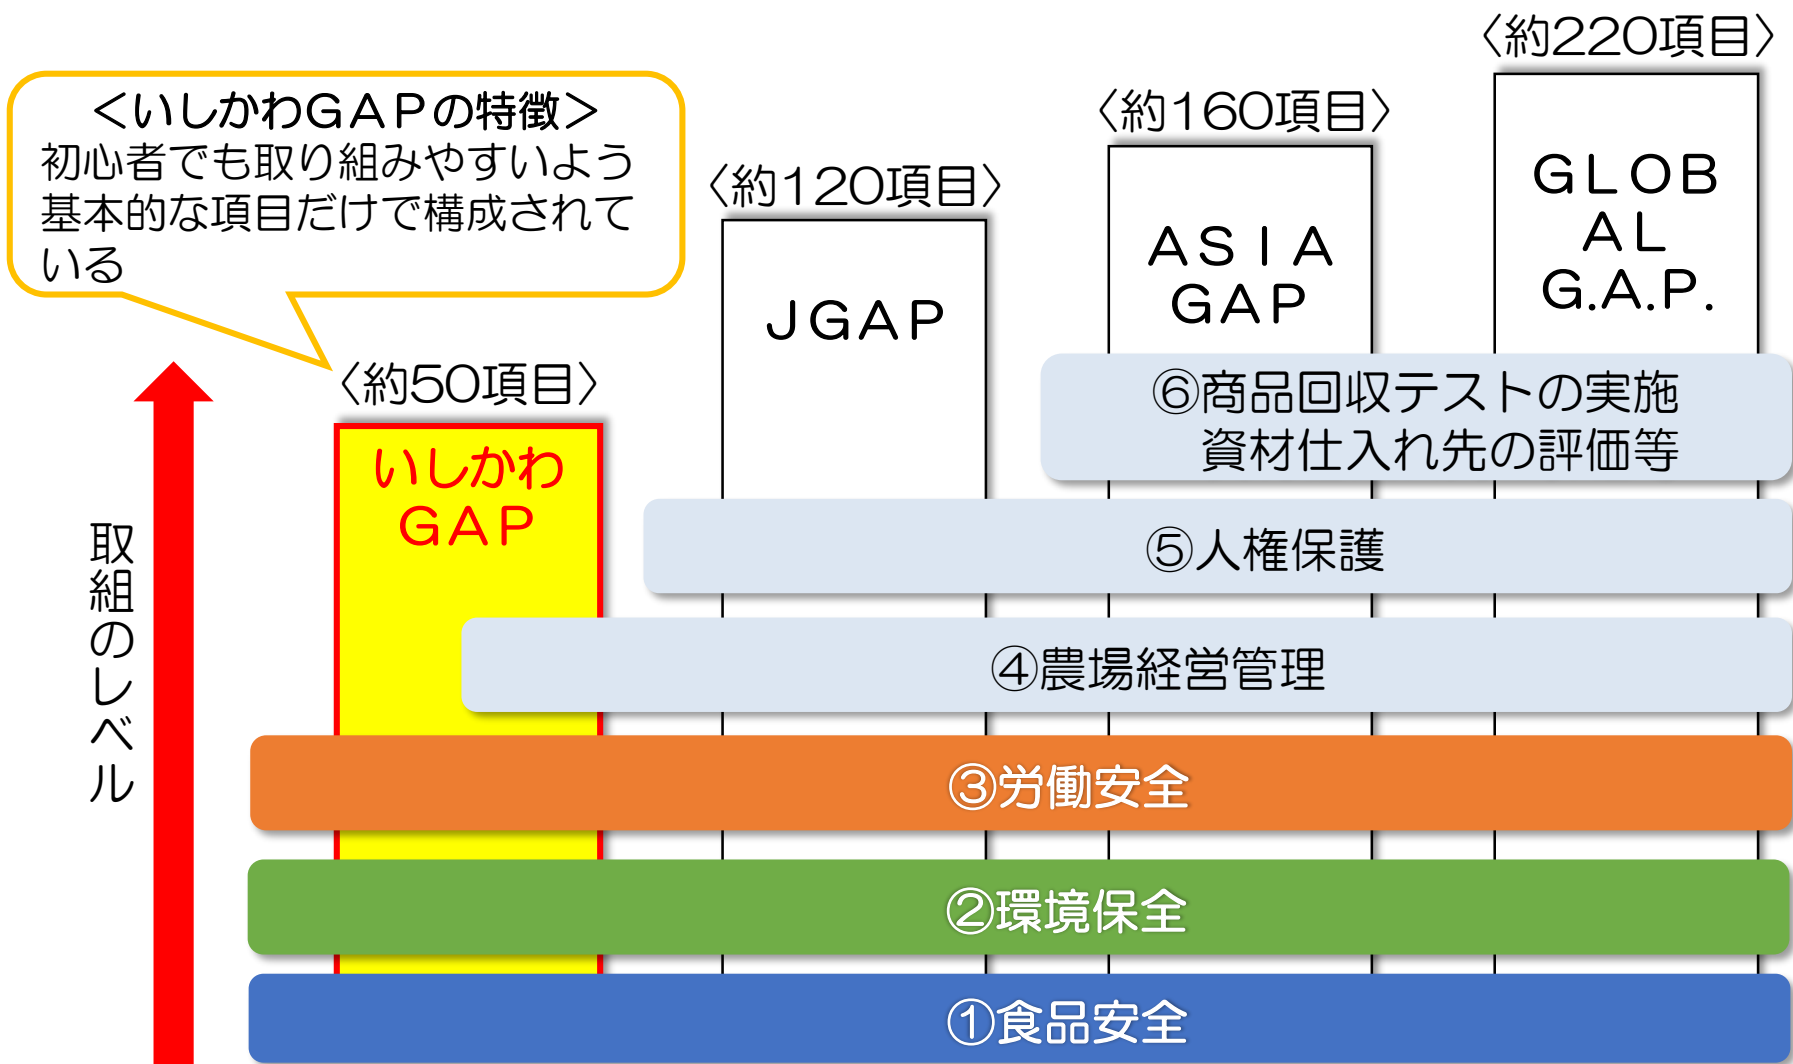 〈約220項目〉
〈約160項目〉
〈約120項目〉
＜いしかわＧＡＰの特徴＞
初心者でも取り組みやすいよう
基本的な項目だけで構成されて
いる
〈約50項目〉
いしかわ
ＧＡＰ
ＪＧＡＰ
ＡＳＩＡ
ＧＡＰ
ＧＬＯＢ
ＡＬ
Ｇ.Ａ.Ｐ.
取組のレベル
⑥商品回収テストの実施
資材仕入れ先の評価等
⑤人権保護
④農場経営管理
③労働安全
②環境保全
①食品安全